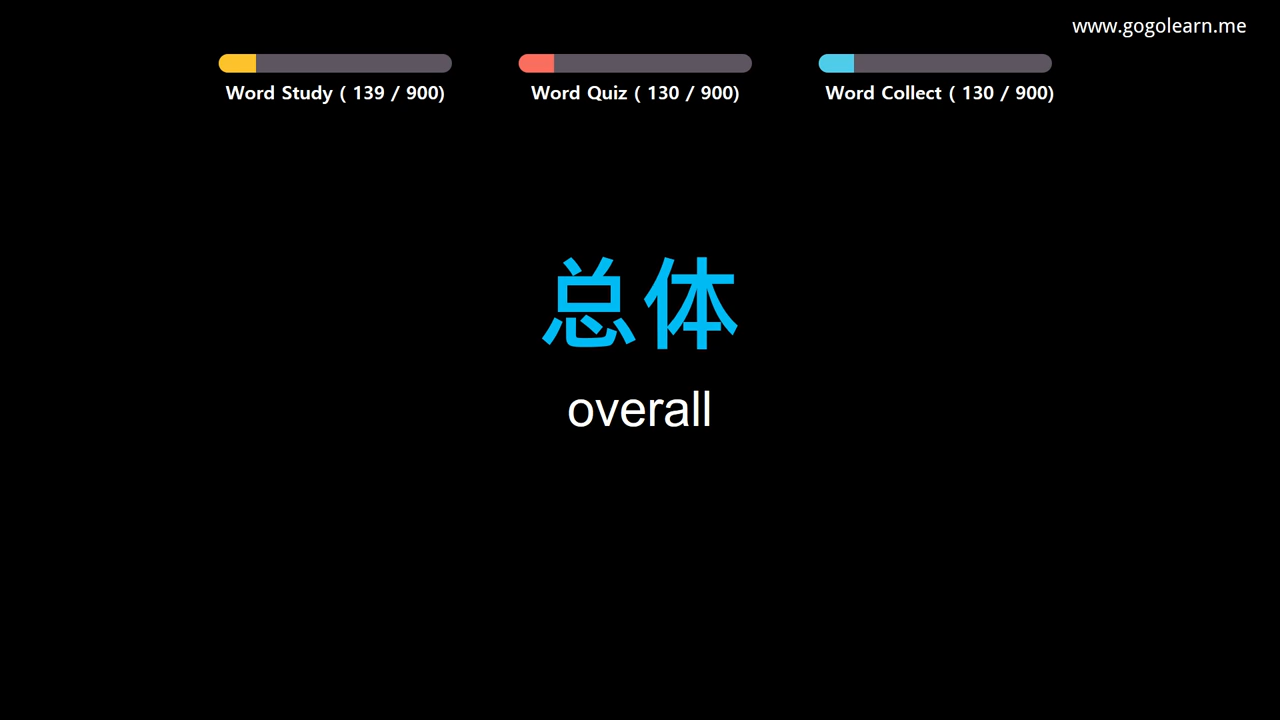 www.gogolearn.me
Word Study ( 139 / 900)
Word Quiz ( 130 / 900)
Word Collect ( 130 / 900)
总体
overall